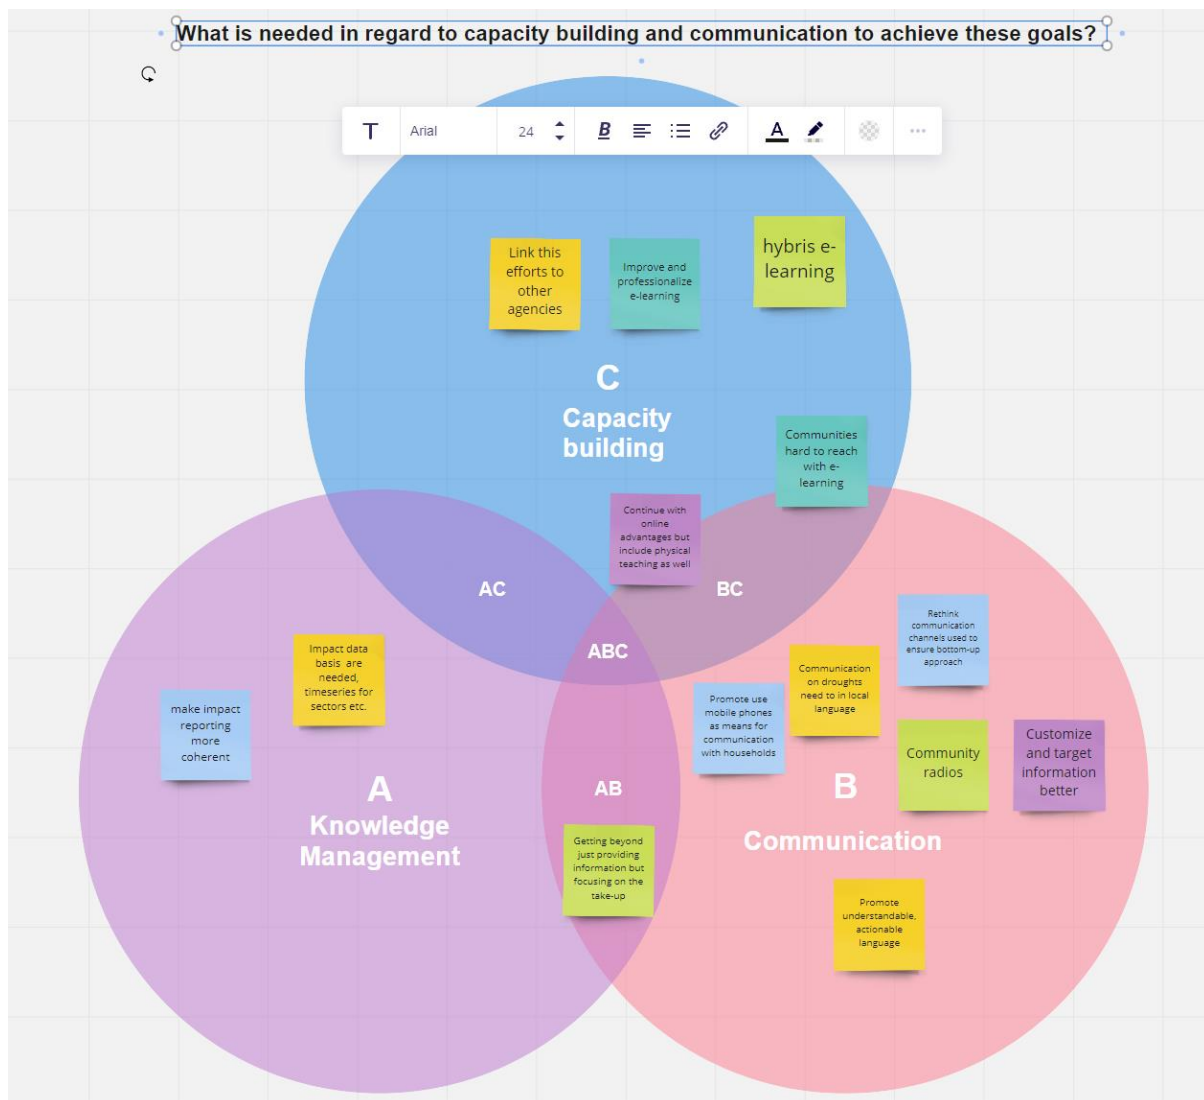 What is needed in regard to capacity building and communication to achieve these goals?
T
Arial
24
B
A
Link this
efforts to
other
agencies
Improve and
professionalize
e-learning
hybris e-
learning
C
Capacity
building
Communities
hard to reach
with e-
learning
Continue with
online
advantages but
include physical
teaching as well
AC
BC
ABC
Impact data
basis are
needed,
timeseries for
sectors etc.
make impact
reporting
more
coherent
Rethink
communication
channels used to
ensure bottom-up
approach
Communication
on droughts
need to in local
language
Promote use
mobile phones
as means for
communication
with households
Community
radios
Customize
and target
information
better
A
Knowledge
Management
AB
B
Communication
Getting beyond
just providing
information but
focusing on the
take-up
Promote
understandable,
actionable
language